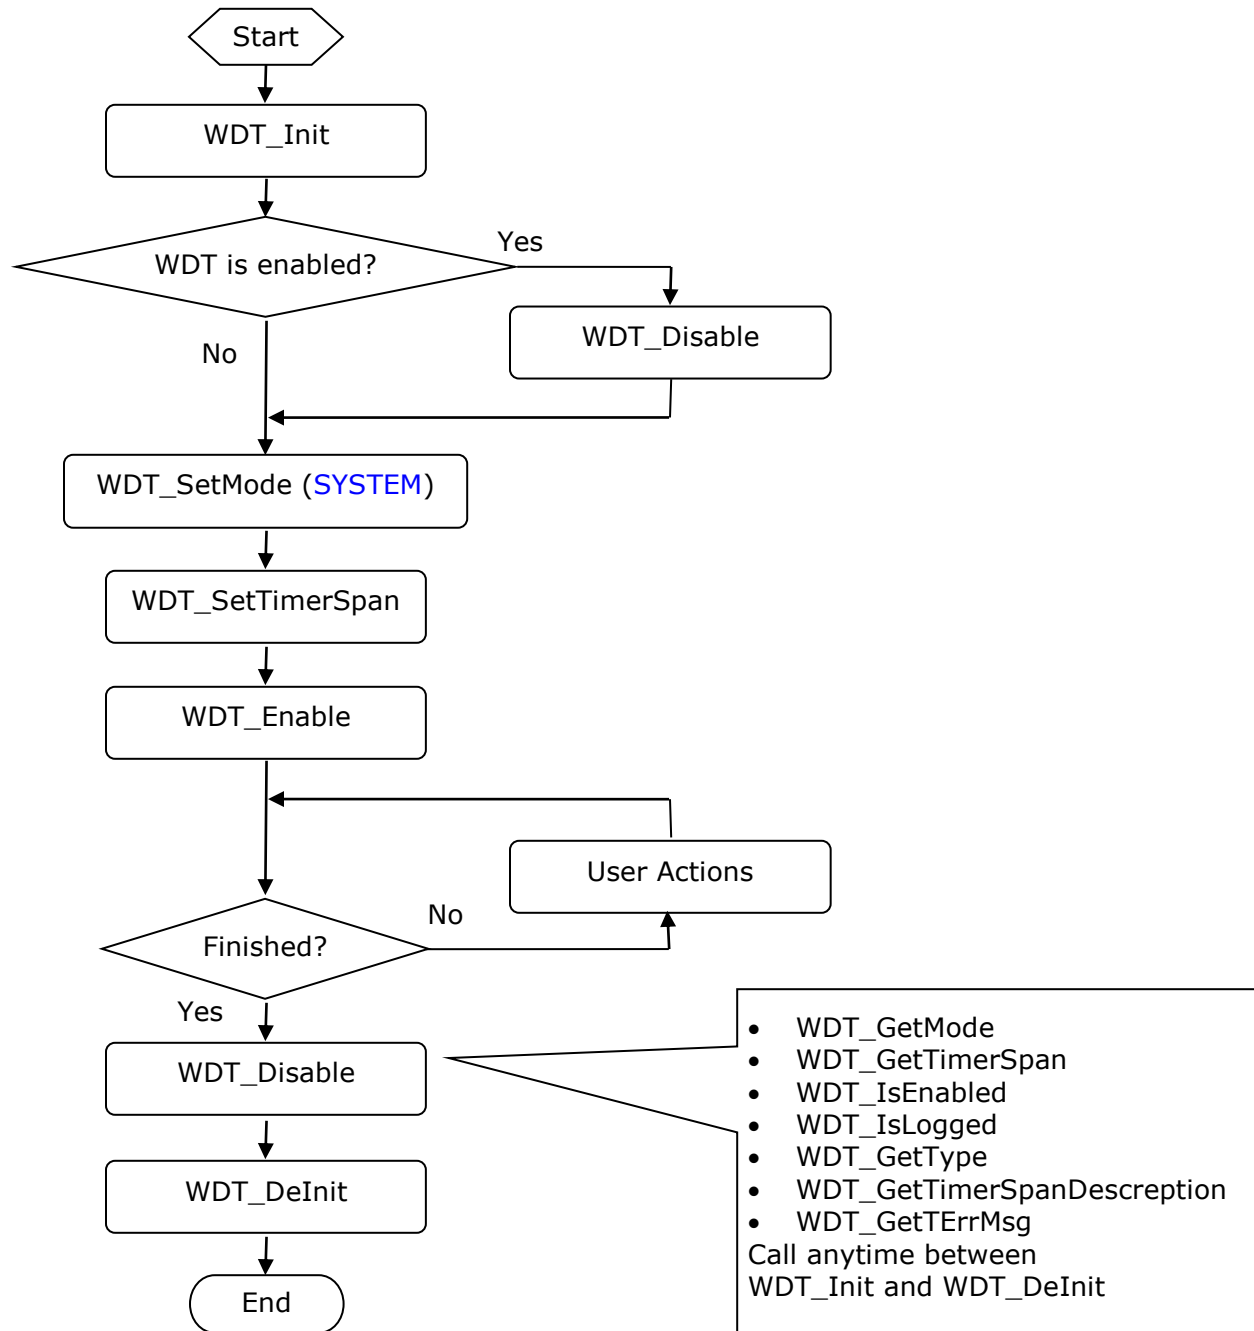 Start
WDT_Init
WDT is enabled?
Yes
WDT_Disable
No
WDT_SetMode (SYSTEM)
WDT_SetTimerSpan
WDT_Enable
User Actions
No
Finished?
Yes
WDT_Disable
WDT_DeInit
End
• WDT_GetMode
• WDT_GetTimerSpan
• WDT_IsEnabled
• WDT_IsLogged
• WDT_GetType
• WDT_GetTimerSpanDescreption
• WDT_GetTErrMsg
Call anytime between
WDT_Init and WDT_DeInit